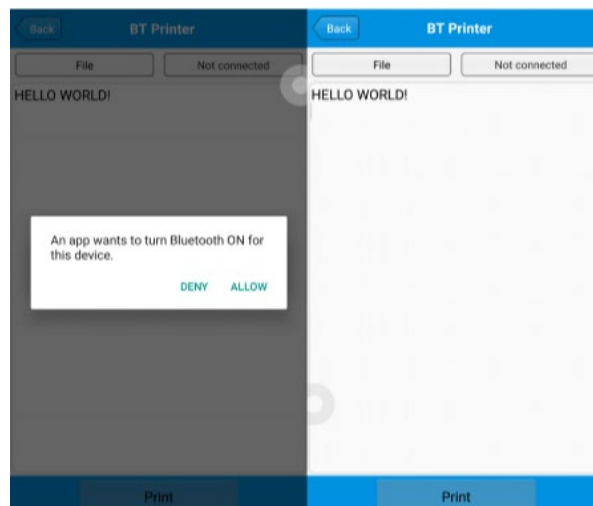 Back BT Printer
File Not connected
HELLO WORLD!
An app wants to turn Bluetooth ON for
this device.
DENY ALLOW
Print
Back BT Printer
File Not connected
HELLO WORLD!
Print